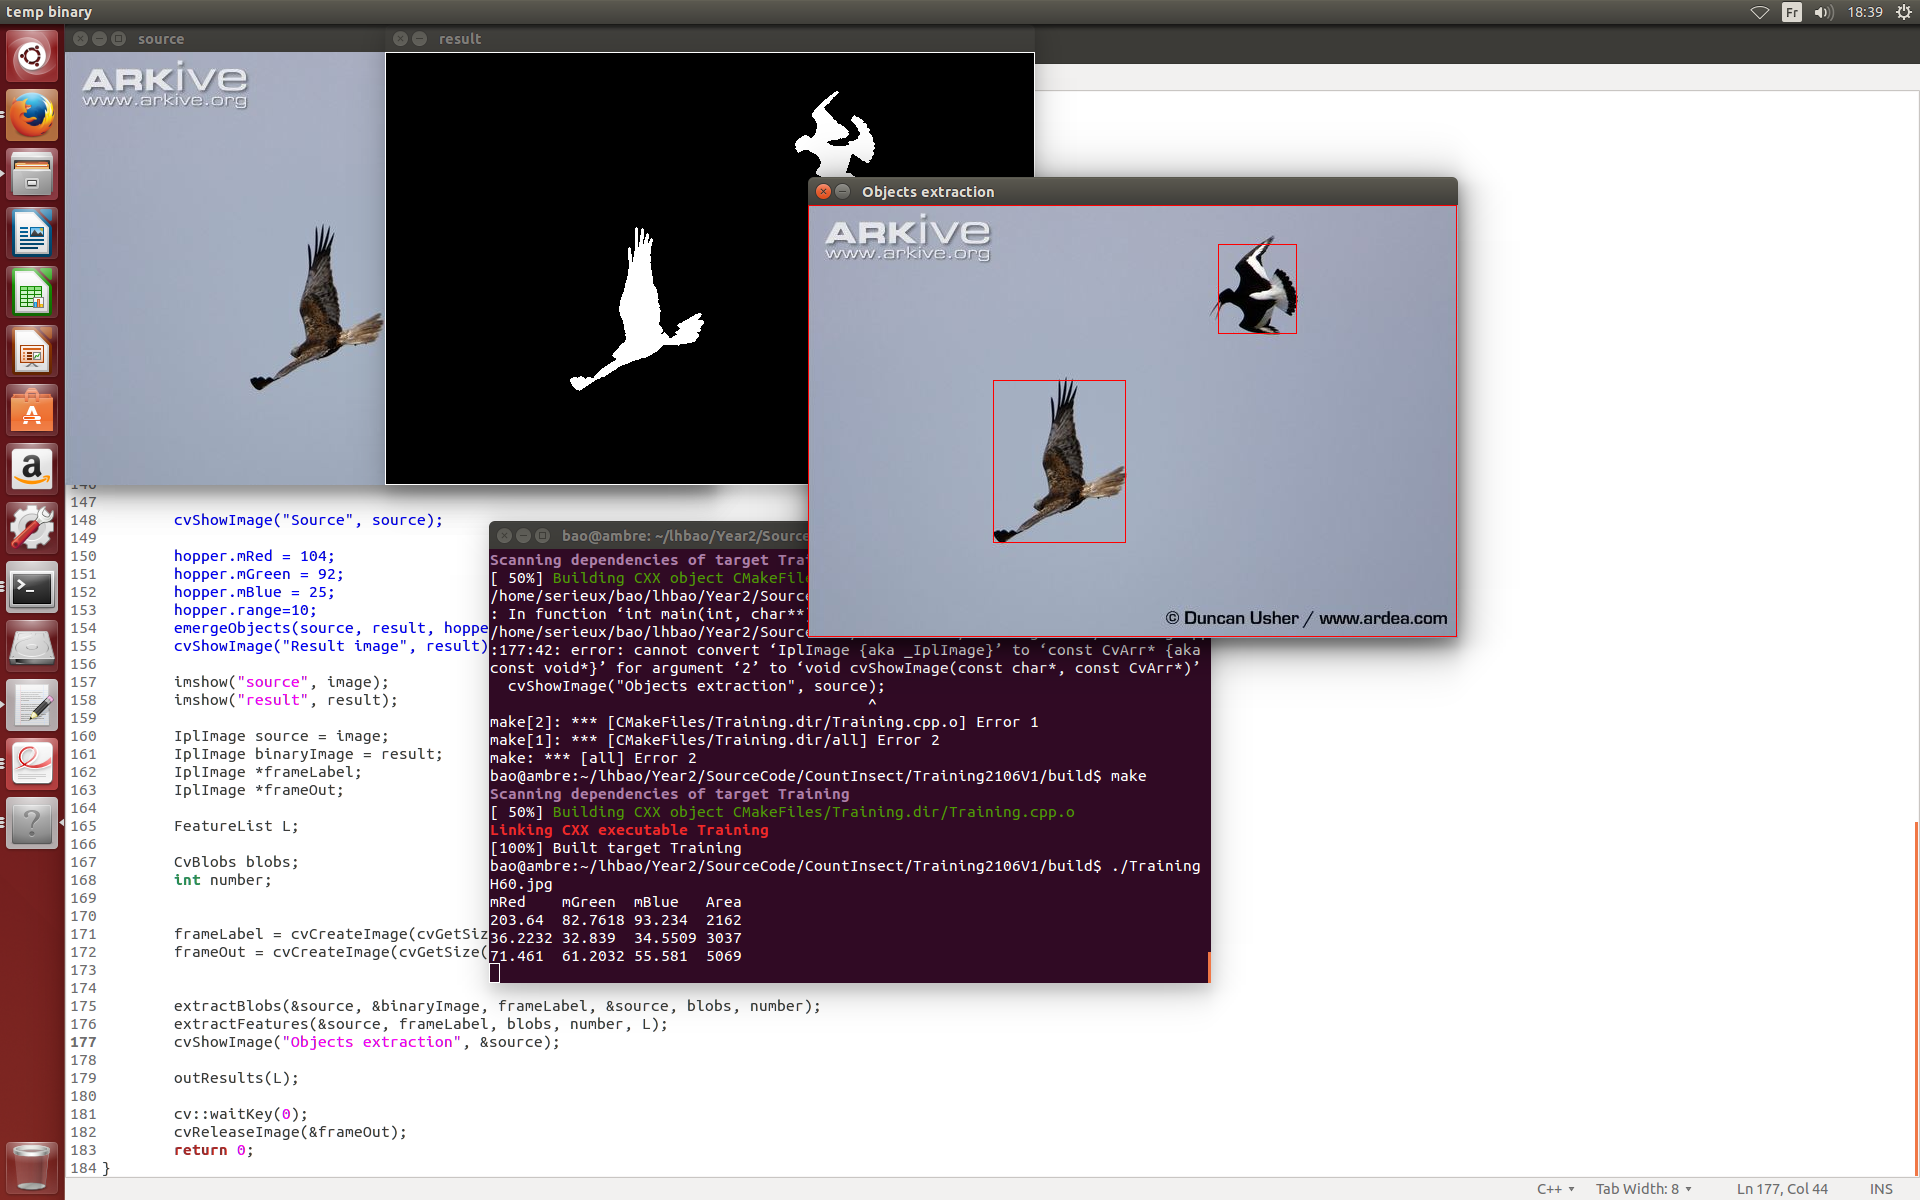 temp binary
Fr
18:39
source
result
ARKive
www.arkive.org
Objects extraction
ARKive
www.arkive.org
© Duncan Usher / www.ardea.com
146
147
148 cvShowImage("Source", source);
149
150 hopper.mRed = 104;
151 hopper.mGreen = 92;
152 hopper.mBlue = 25;
153 hopper.range=10;
154 emergeObjects(source, result, hoppe
155 cvShowImage("Result image", result)
156
157 imshow("source", image);
158 imshow("result", result);
159
160 IplImage source = image;
161 IplImage binaryImage = result;
162 IplImage *frameLabel;
163 IplImage *frameOut;
164
165 FeatureList L;
166
167 CvBlobs blobs;
168 int number;
169
170
171 frameLabel = cvCreateImage(cvGetSiz
172 frameOut = cvCreateImage(cvGetSize(
173
174
175 extractBlobs(&source, &binaryImage, frameLabel, &source, blobs, number);
176 extractFeatures(&source, frameLabel, blobs, number, L);
177 cvShowImage("Objects extraction", &source);
178
179 outResults(L);
180
181 cv::waitKey(0);
182 cvReleaseImage(&frameOut);
183 return 0;
184 }
bao@ambre: ~/lhbao/Year2/Source
Scanning dependencies of target Trai
[ 50%] Building CXX object CMakeFile
/home/serieux/bao/lhbao/Year2/Source
: In function ‘int main(int, char**)
/home/serieux/bao/lhbao/Year2/Source
:177:42: error: cannot convert ‘IplImage {aka _IplImage}’ to ‘const CvArr* {aka
const void*}’ for argument ‘2’ to ‘void cvShowImage(const char*, const CvArr*)’
cvShowImage("Objects extraction", source);
^
make[2]: *** [CMakeFiles/Training.dir/Training.cpp.o] Error 1
make[1]: *** [CMakeFiles/Training.dir/all] Error 2
make: *** [all] Error 2
bao@ambre:~/lhbao/Year2/SourceCode/CountInsect/Training2106V1/build$ make
Scanning dependencies of target Training
[ 50%] Building CXX object CMakeFiles/Training.dir/Training.cpp.o
Linking CXX executable Training
[100%] Built target Training
bao@ambre:~/lhbao/Year2/SourceCode/CountInsect/Training2106V1/build$ ./Training
H60.jpg
mRed mGreen mBlue Area
203.64 82.7618 93.234 2162
36.2232 32.839 34.5509 3037
71.461 61.2032 55.581 5069
C++ Tab Width: 8 Ln 177, Col 44 INS